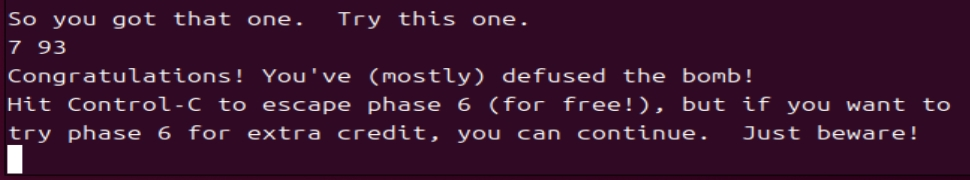 So you got that one.  Try this one.
7 93
Congratulations! You've (mostly) defused the bomb!
Hit Control-C to escape phase 6 (for free!), but if you want to
try phase 6 for extra credit, you can continue.  Just beware!